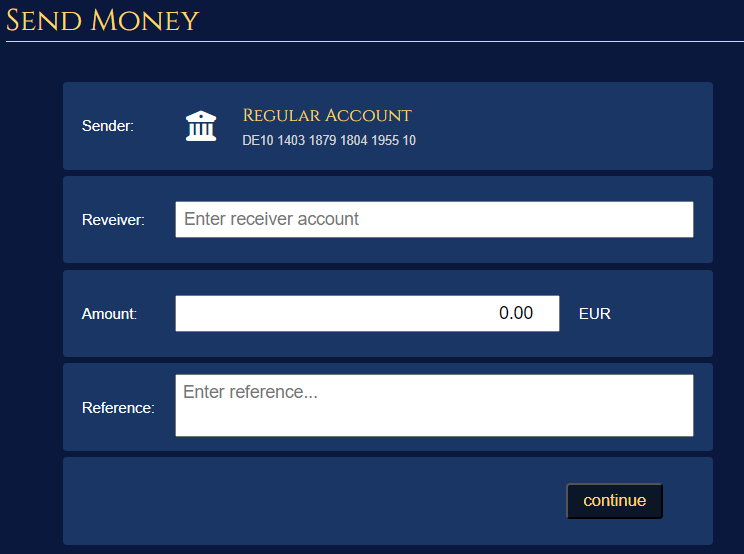 Send Money
Sender:
Regular Account
DE10 1403 1879 1804 1955 10
Reveiver:
Enter receiver account
Amount:
0.00
EUR
Reference:
Enter reference...
continue